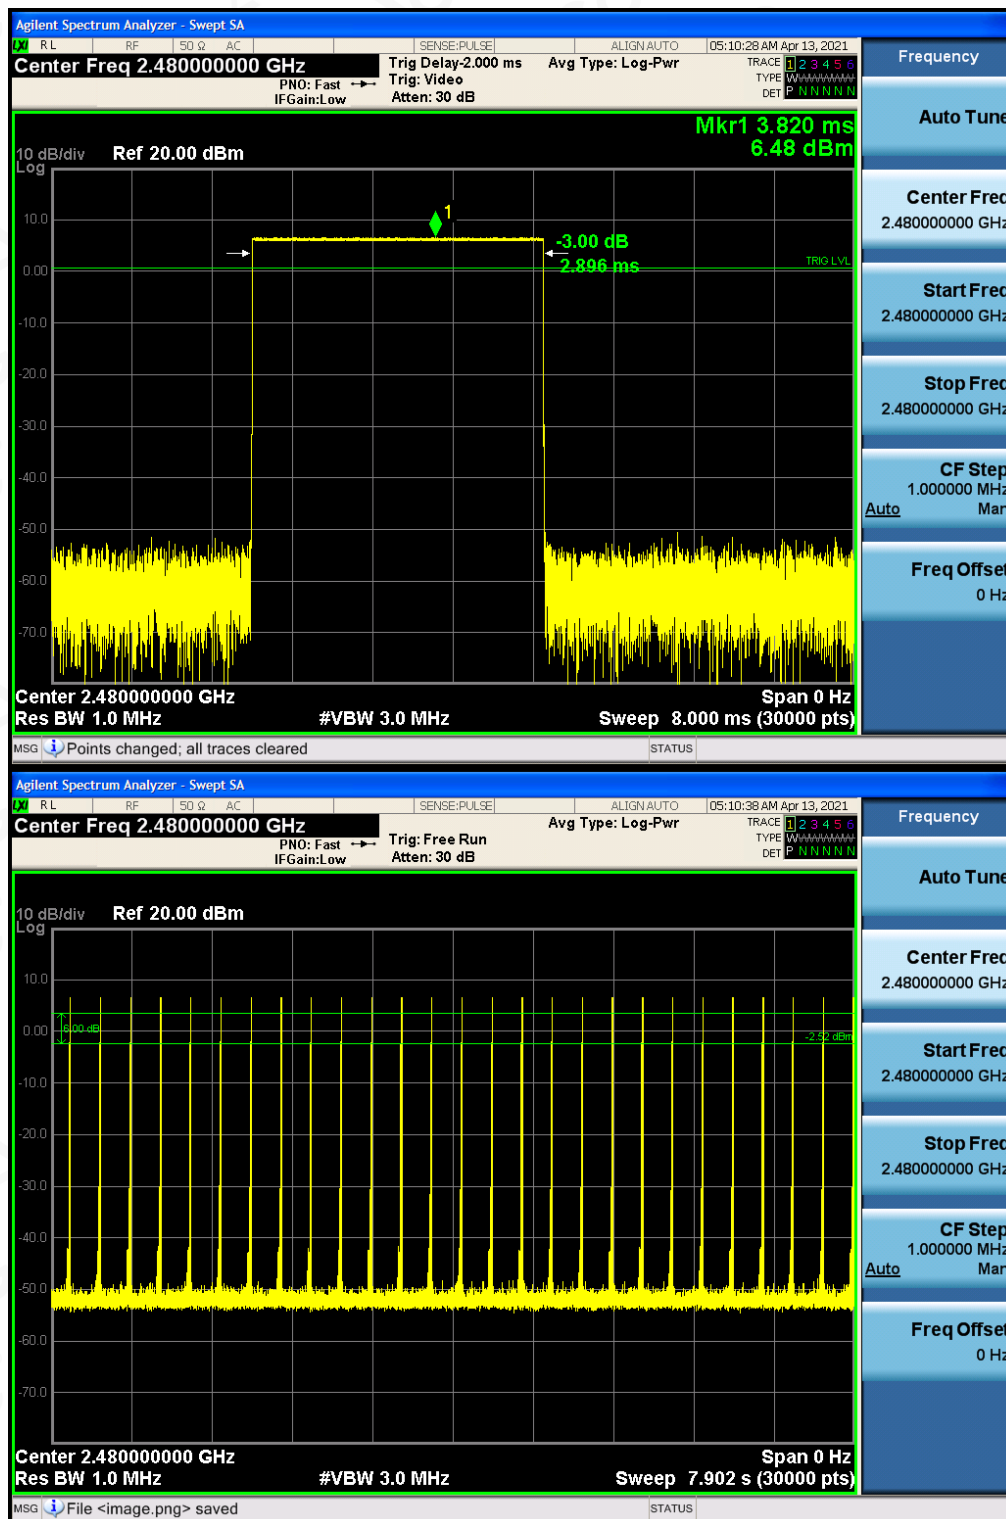 Agilent Spectrum Analyzer - Swept SA
LXI RL RF 50 Ω AC SENSE:PULSE ALIGN AUTO 05:10:28 AM Apr 13, 2021
Center Freq 2.480000000 GHz
PNO: Fast
IFGain:Low
Trig Delay-2.000 ms
Trig: Video
Atten: 30 dB
Avg Type: Log-Pwr
TRACE 1 2 3 4 5 6
TYPE W
DET P N N N N N
Mkr1 3.820 ms
6.48 dBm
10 dB/div
Log
Ref 20.00 dBm
10.0
0.00
-10.0
-20.0
-30.0
-40.0
-50.0
-60.0
-70.0
1
-3.00 dB
2.896 ms
TRIG LVL
Center 2.480000000 GHz
Span 0 Hz
Res BW 1.0 MHz
#VBW 3.0 MHz
Sweep 8.000 ms (30000 pts)
MSG Points changed; all traces cleared
STATUS
Frequency
Auto Tune
Center Freq
2.480000000 GHz
Start Freq
2.480000000 GHz
Stop Freq
2.480000000 GHz
CF Step
1.000000 MHz
Auto Man
Freq Offset
0 Hz
Agilent Spectrum Analyzer - Swept SA
LXI RL RF 50 Ω AC SENSE:PULSE ALIGN AUTO 05:10:38 AM Apr 13, 2021
Center Freq 2.480000000 GHz
PNO: Fast
IFGain:Low
Trig: Free Run
Atten: 30 dB
Avg Type: Log-Pwr
TRACE 1 2 3 4 5 6
TYPE W
DET P N N N N N
10 dB/div
Log
Ref 20.00 dBm
10.0
0.00
-10.0
-20.0
-30.0
-40.0
-50.0
-60.0
-70.0
6.00 dB
-2.52 dBm
Center 2.480000000 GHz
Span 0 Hz
Res BW 1.0 MHz
#VBW 3.0 MHz
Sweep 7.902 s (30000 pts)
MSG File <image.png> saved
STATUS
Frequency
Auto Tune
Center Freq
2.480000000 GHz
Start Freq
2.480000000 GHz
Stop Freq
2.480000000 GHz
CF Step
1.000000 MHz
Auto Man
Freq Offset
0 Hz